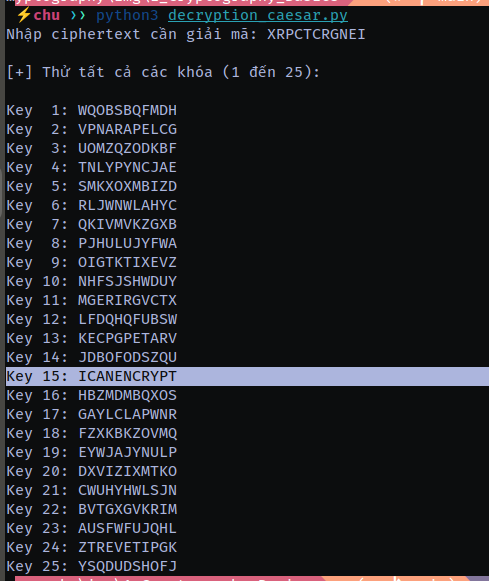 ⚡chu ❯❯ python3 decryption_caesar.py
Nhập ciphertext cần giải mã: XRPCTCRGNEI
[+] Thử tất cả các khóa (1 đến 25):
Key  1: WQOBSBQFMDH
Key  2: VPNARAPELCG
Key  3: UOMZQZODKBF
Key  4: TNLYPYNCJAE
Key  5: SMKXOXMBIZD
Key  6: RLJWNWLAHYC
Key  7: QKIVMVKZGXB
Key  8: PJHULUJYFWA
Key  9: OIGTKTIXEVZ
Key 10: NHFSJSHWDUY
Key 11: MGERIRGVCTX
Key 12: LFDQHQFUBSW
Key 13: KECPGPETARV
Key 14: JDBOFODSZQU
Key 15: ICANENCRYPT
Key 16: HBZMDMBQXOS
Key 17: GAYLCLAPWNR
Key 18: FZXKBKZOVMQ
Key 19: EYWJAJYNULP
Key 20: DXVIZIXMTKO
Key 21: CWUHYHWLSJN
Key 22: BVTGXGVKRIM
Key 23: AUSFWFUJQHL
Key 24: ZTREVETIPGK
Key 25: YSQDUDSHOFJ